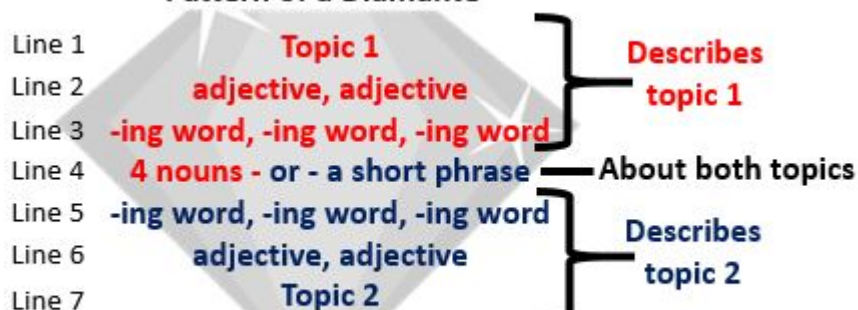 Line 1 Topic 1
Line 2 adjective, adjective
Line 3 -ing word, -ing word, -ing word
Describes
topic 1
Line 4 4 nouns - or - a short phrase About both topics
Line 5 -ing word, -ing word, -ing word
Line 6 adjective, adjective
Line 7 Topic 2
Describes
topic 2